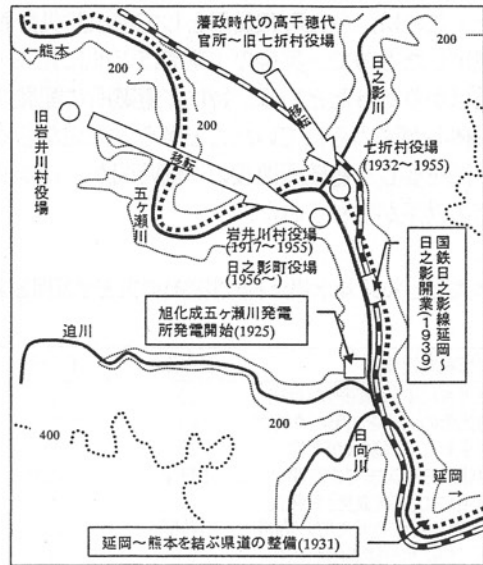 ←熊本
藩政時代の高千穂代
官所～旧七折村役場
200
日之影川
200
200
移転
移転
旧岩井川村役場
七折村役場
(1932～1955)
五ヶ瀬川
岩井川村役場
(1917～1955)
日之影町役場
(1956～)
国鉄日之影線延岡～
日之影開業(1939)
旭化成五ヶ瀬川発電
所発電開始(1925)
追川
200
200
400
日向川
延岡
→
延岡～熊本を結ぶ県道の整備(1931)